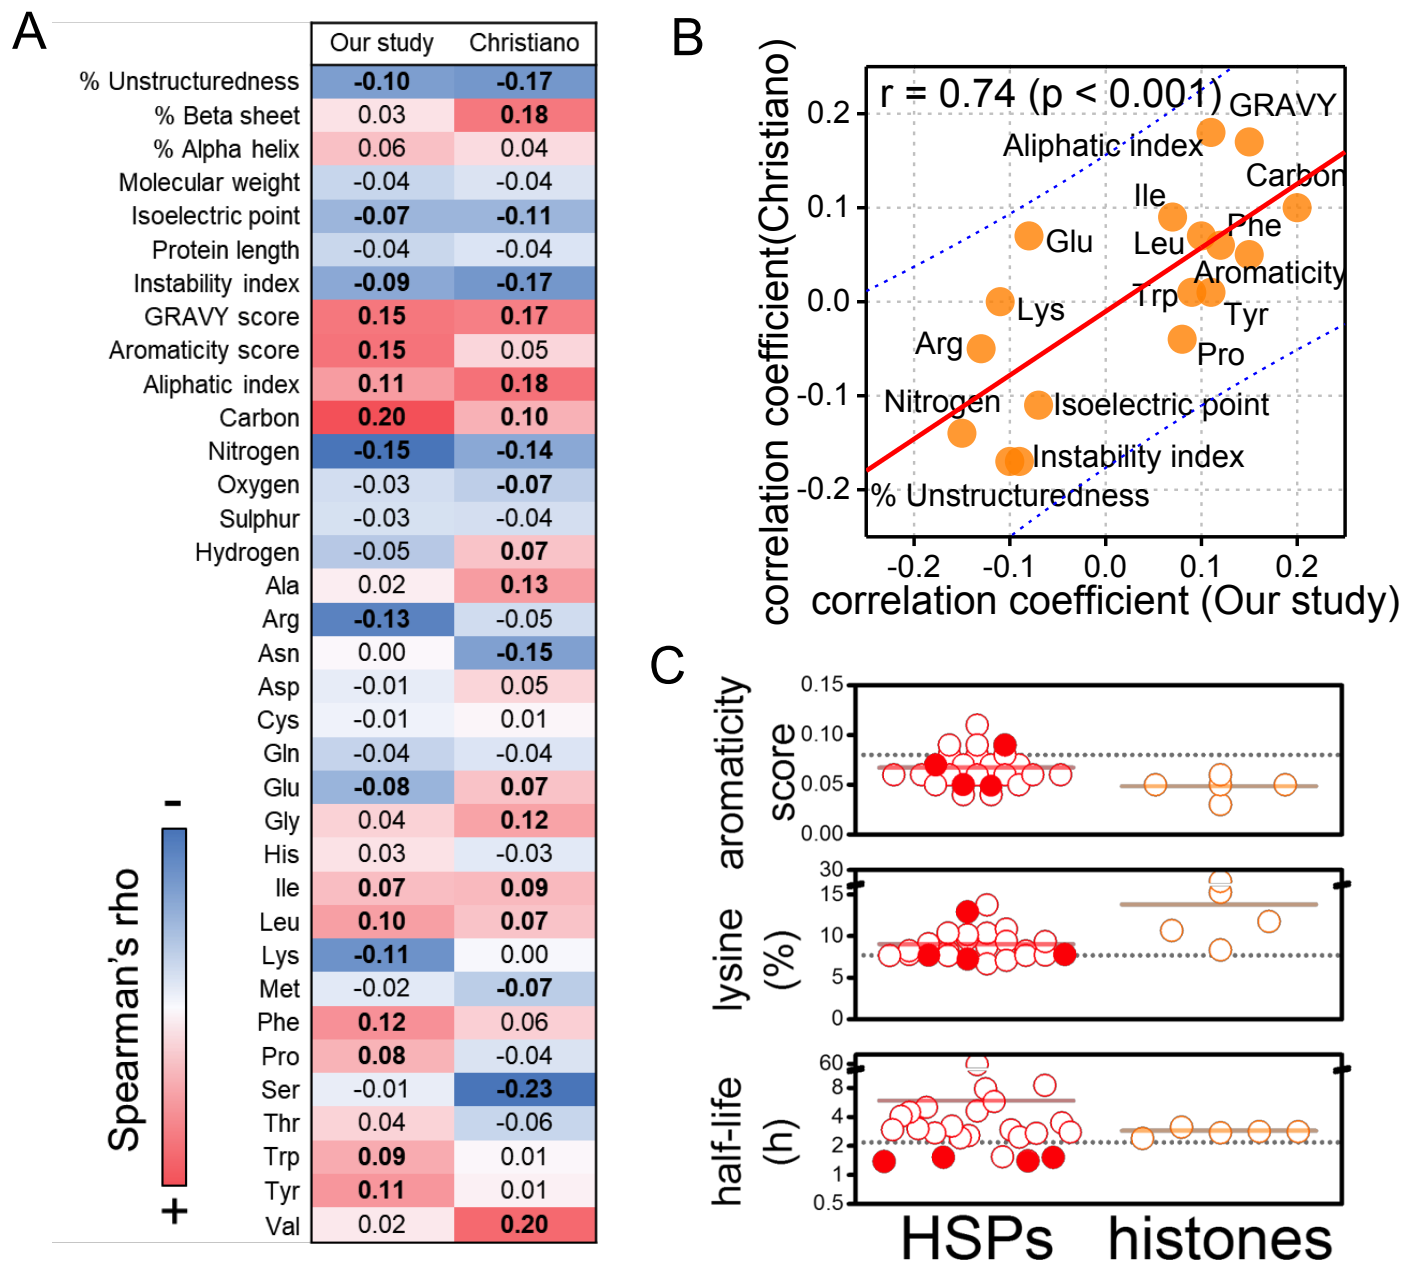 A
Our study Christiano
% Unstructuredness -0.10 -0.17
% Beta sheet 0.03 0.18
% Alpha helix 0.06 0.04
Molecular weight -0.04 -0.04
Isoelectric point -0.07 -0.11
Protein length -0.04 -0.04
Instability index -0.09 -0.17
GRAVY score 0.15 0.17
Aromaticity score 0.15 0.05
Aliphatic index 0.11 0.18
Carbon 0.20 0.10
Nitrogen -0.15 -0.14
Oxygen -0.03 -0.07
Sulphur -0.03 -0.04
Hydrogen -0.05 0.07
Ala 0.02 0.13
Arg -0.13 -0.05
Asn 0.00 -0.15
Asp -0.01 0.05
Cys -0.01 0.01
Gln -0.04 -0.04
Glu -0.08 0.07
Gly 0.04 0.12
His 0.03 -0.03
Ile 0.07 0.09
Leu 0.10 0.07
Lys -0.11 0.00
Met -0.02 -0.07
Phe 0.12 0.06
Pro 0.08 -0.04
Ser -0.01 -0.23
Thr 0.04 -0.06
Trp 0.09 0.01
Tyr 0.11 0.01
Val 0.02 0.20
-
Spearman's rho
+
B
correlation coefficient(Christiano)
0.2
0.1
0.0
-0.1
-0.2
r = 0.74 (p < 0.001)
GRAVY
Aliphatic index
Carbon
Ile
Phe
Glu
Leu
Aromaticity
Trp
Lys
Tyr
Arg
Pro
Nitrogen
Isoelectric point
Instability index
% Unstructuredness
-0.2 -0.1 0.0 0.1 0.2
correlation coefficient (Our study)
C
aromaticity
score
0.15
0.10
0.05
0.00
lysine
(%)
30
15
10
5
0
half-life
(h)
60
8
4
2
1
0.5
HSPs histones